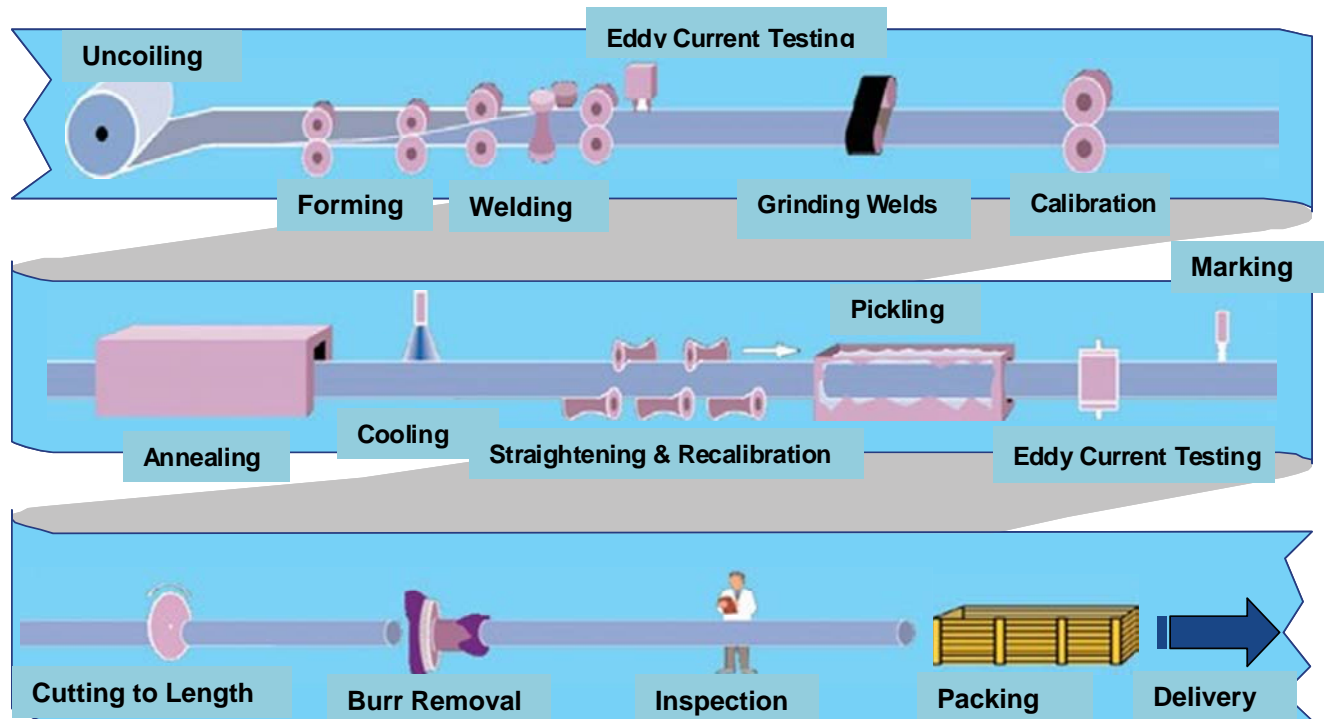 Uncoiling
Eddy Current Testing
Forming
Welding
Grinding Welds
Calibration
Annealing
Cooling
Straightening & Recalibration
Pickling
Eddy Current Testing
Marking
Cutting to Length
Burr Removal
Inspection
Packing
Delivery